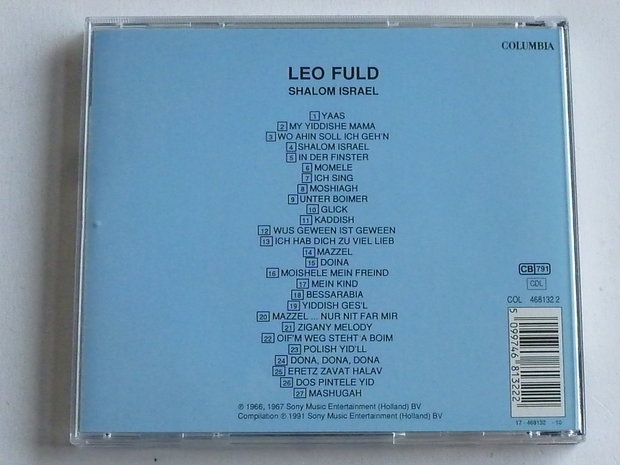 COLUMBIA
LEO FULD
SHALOM ISRAEL
1 YAAS
2 MY YIDDISHE MAMA
3 WO AHIN SOLL ICH GEH'N
4 SHALOM ISRAEL
5 IN DER FINSTER
6 MOMELE
7 ICH SING
8 MOSHIAGH
9 UNTER BOIMER
10 GLICK
11 KADDISH
12 WUS GEWEEN IST GEWEEN
13 ICH HAB DICH ZU VIEL LIEB
14 MAZZEL
15 DOINA
16 MOISHELE MEIN FREIND
17 MEIN KIND
18 BESSARABIA
19 YIDDISH GES'L
20 MAZZEL ... NUR NIT FAR MIR
21 ZIGANY MELODY
22 OIF'M WEG STEHT A BOIM
23 POLISH YID'LL
24 DONA, DONA, DONA
25 ERETZ ZAVAT HALAV
26 DOS PINTELE YID
27 MASHUGAH
℗ 1966, 1967 Sony Music Entertainment (Holland) BV
Compilation ℗ 1991 Sony Music Entertainment (Holland) BV
CB 791
CDL
COL 468132 2
5 099746 813222
17 - 468132 - 10